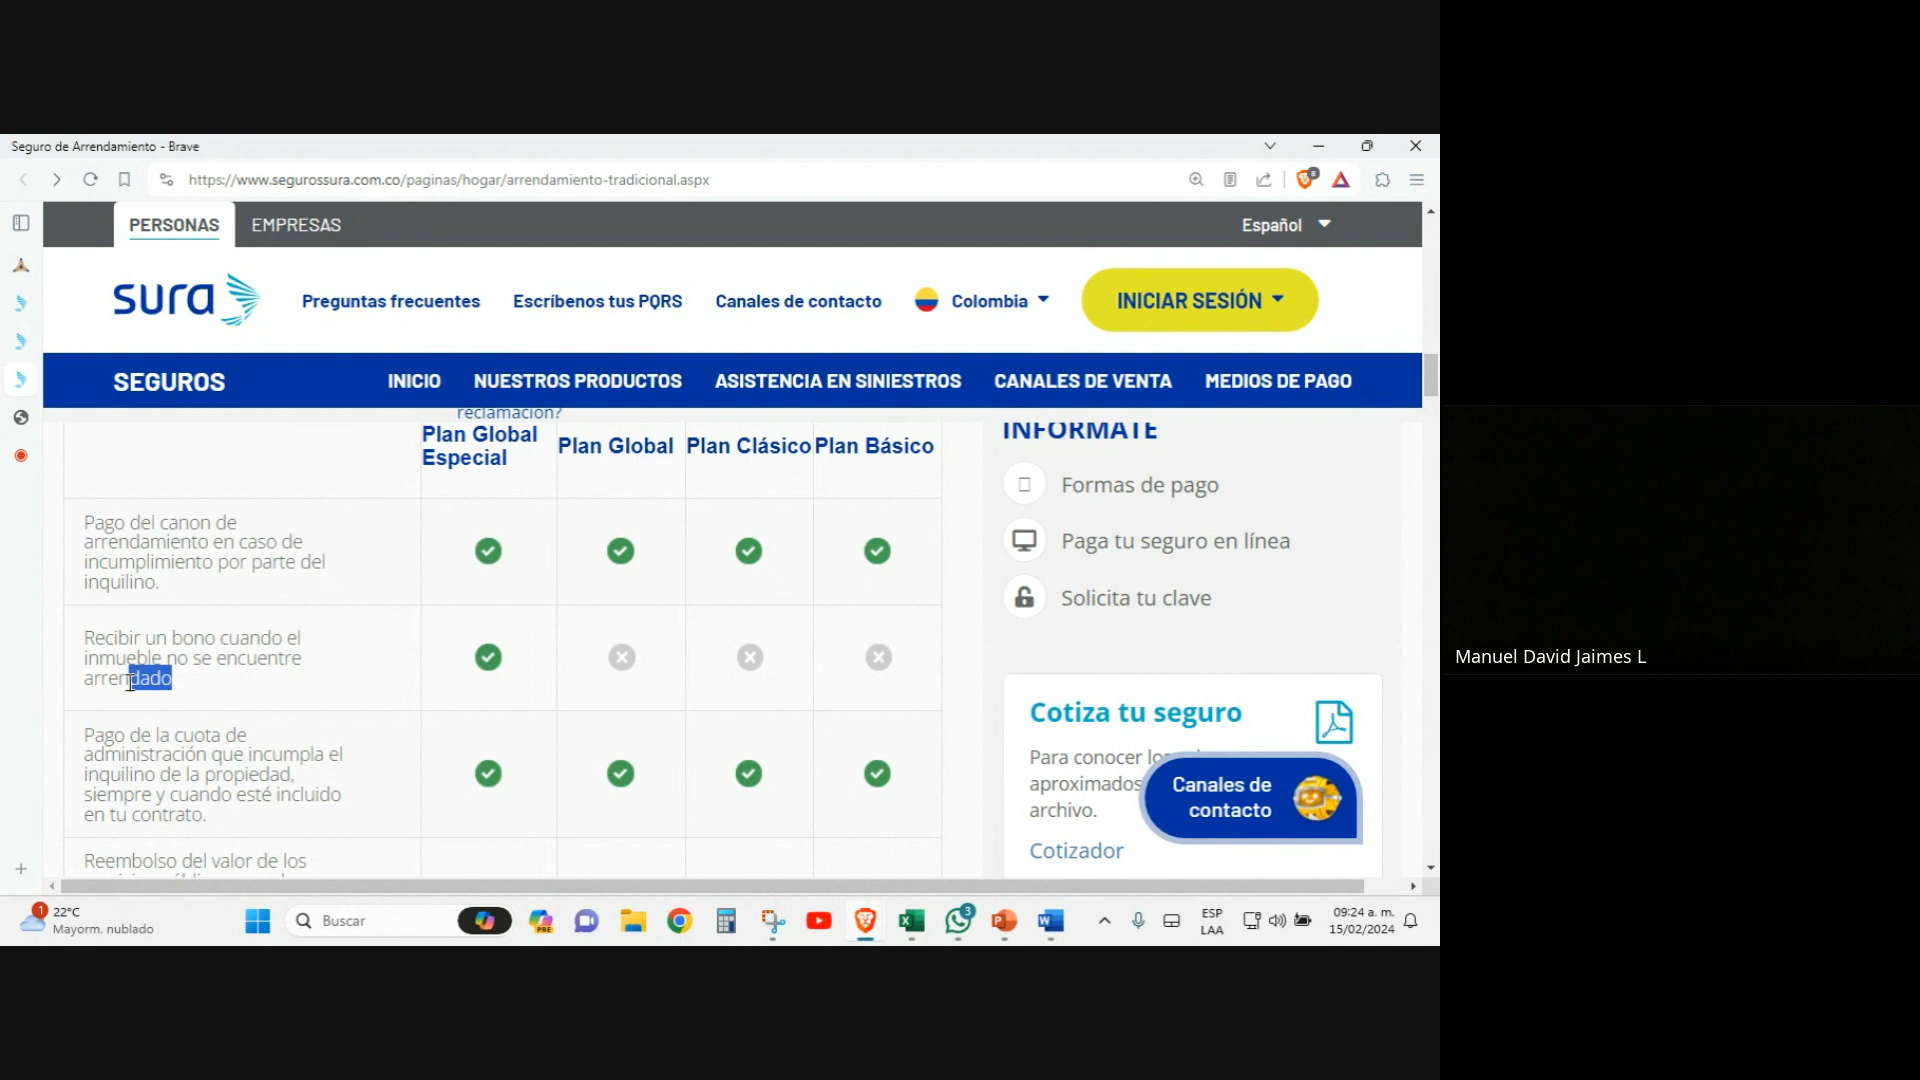 Seguro de Arrendamiento - Brave
https://www.segurossura.com.co/paginas/hogar/arrendamiento-tradicional.aspx
8
PERSONAS
EMPRESAS
Español
sura
Preguntas frecuentes
Escríbenos tus PQRS
Canales de contacto
Colombia
INICIAR SESIÓN
SEGUROS
INICIO
NUESTROS PRODUCTOS
ASISTENCIA EN SINIESTROS
CANALES DE VENTA
MEDIOS DE PAGO
reclamación?
Plan Global
Especial
Plan Global
Plan Clásico
Plan Básico
Pago del canon de
arrendamiento en caso de
incumplimiento por parte del
inquilino.
Recibir un bono cuando el
inmueble no se encuentre
arrendado
Pago de la cuota de
administración que incumpla el
inquilino de la propiedad,
siempre y cuando esté incluido
en tu contrato.
Reembolso del valor de los
INFÓRMATE
Formas de pago
Paga tu seguro en línea
Solicita tu clave
Cotiza tu seguro
Para conocer los
aproximados
archivo.
Cotizador
Canales de
contacto
Manuel David Jaimes L
1
22°C
Mayorm. nublado
Buscar
PRE
3
ESP
LAA
09:24 a. m.
15/02/2024